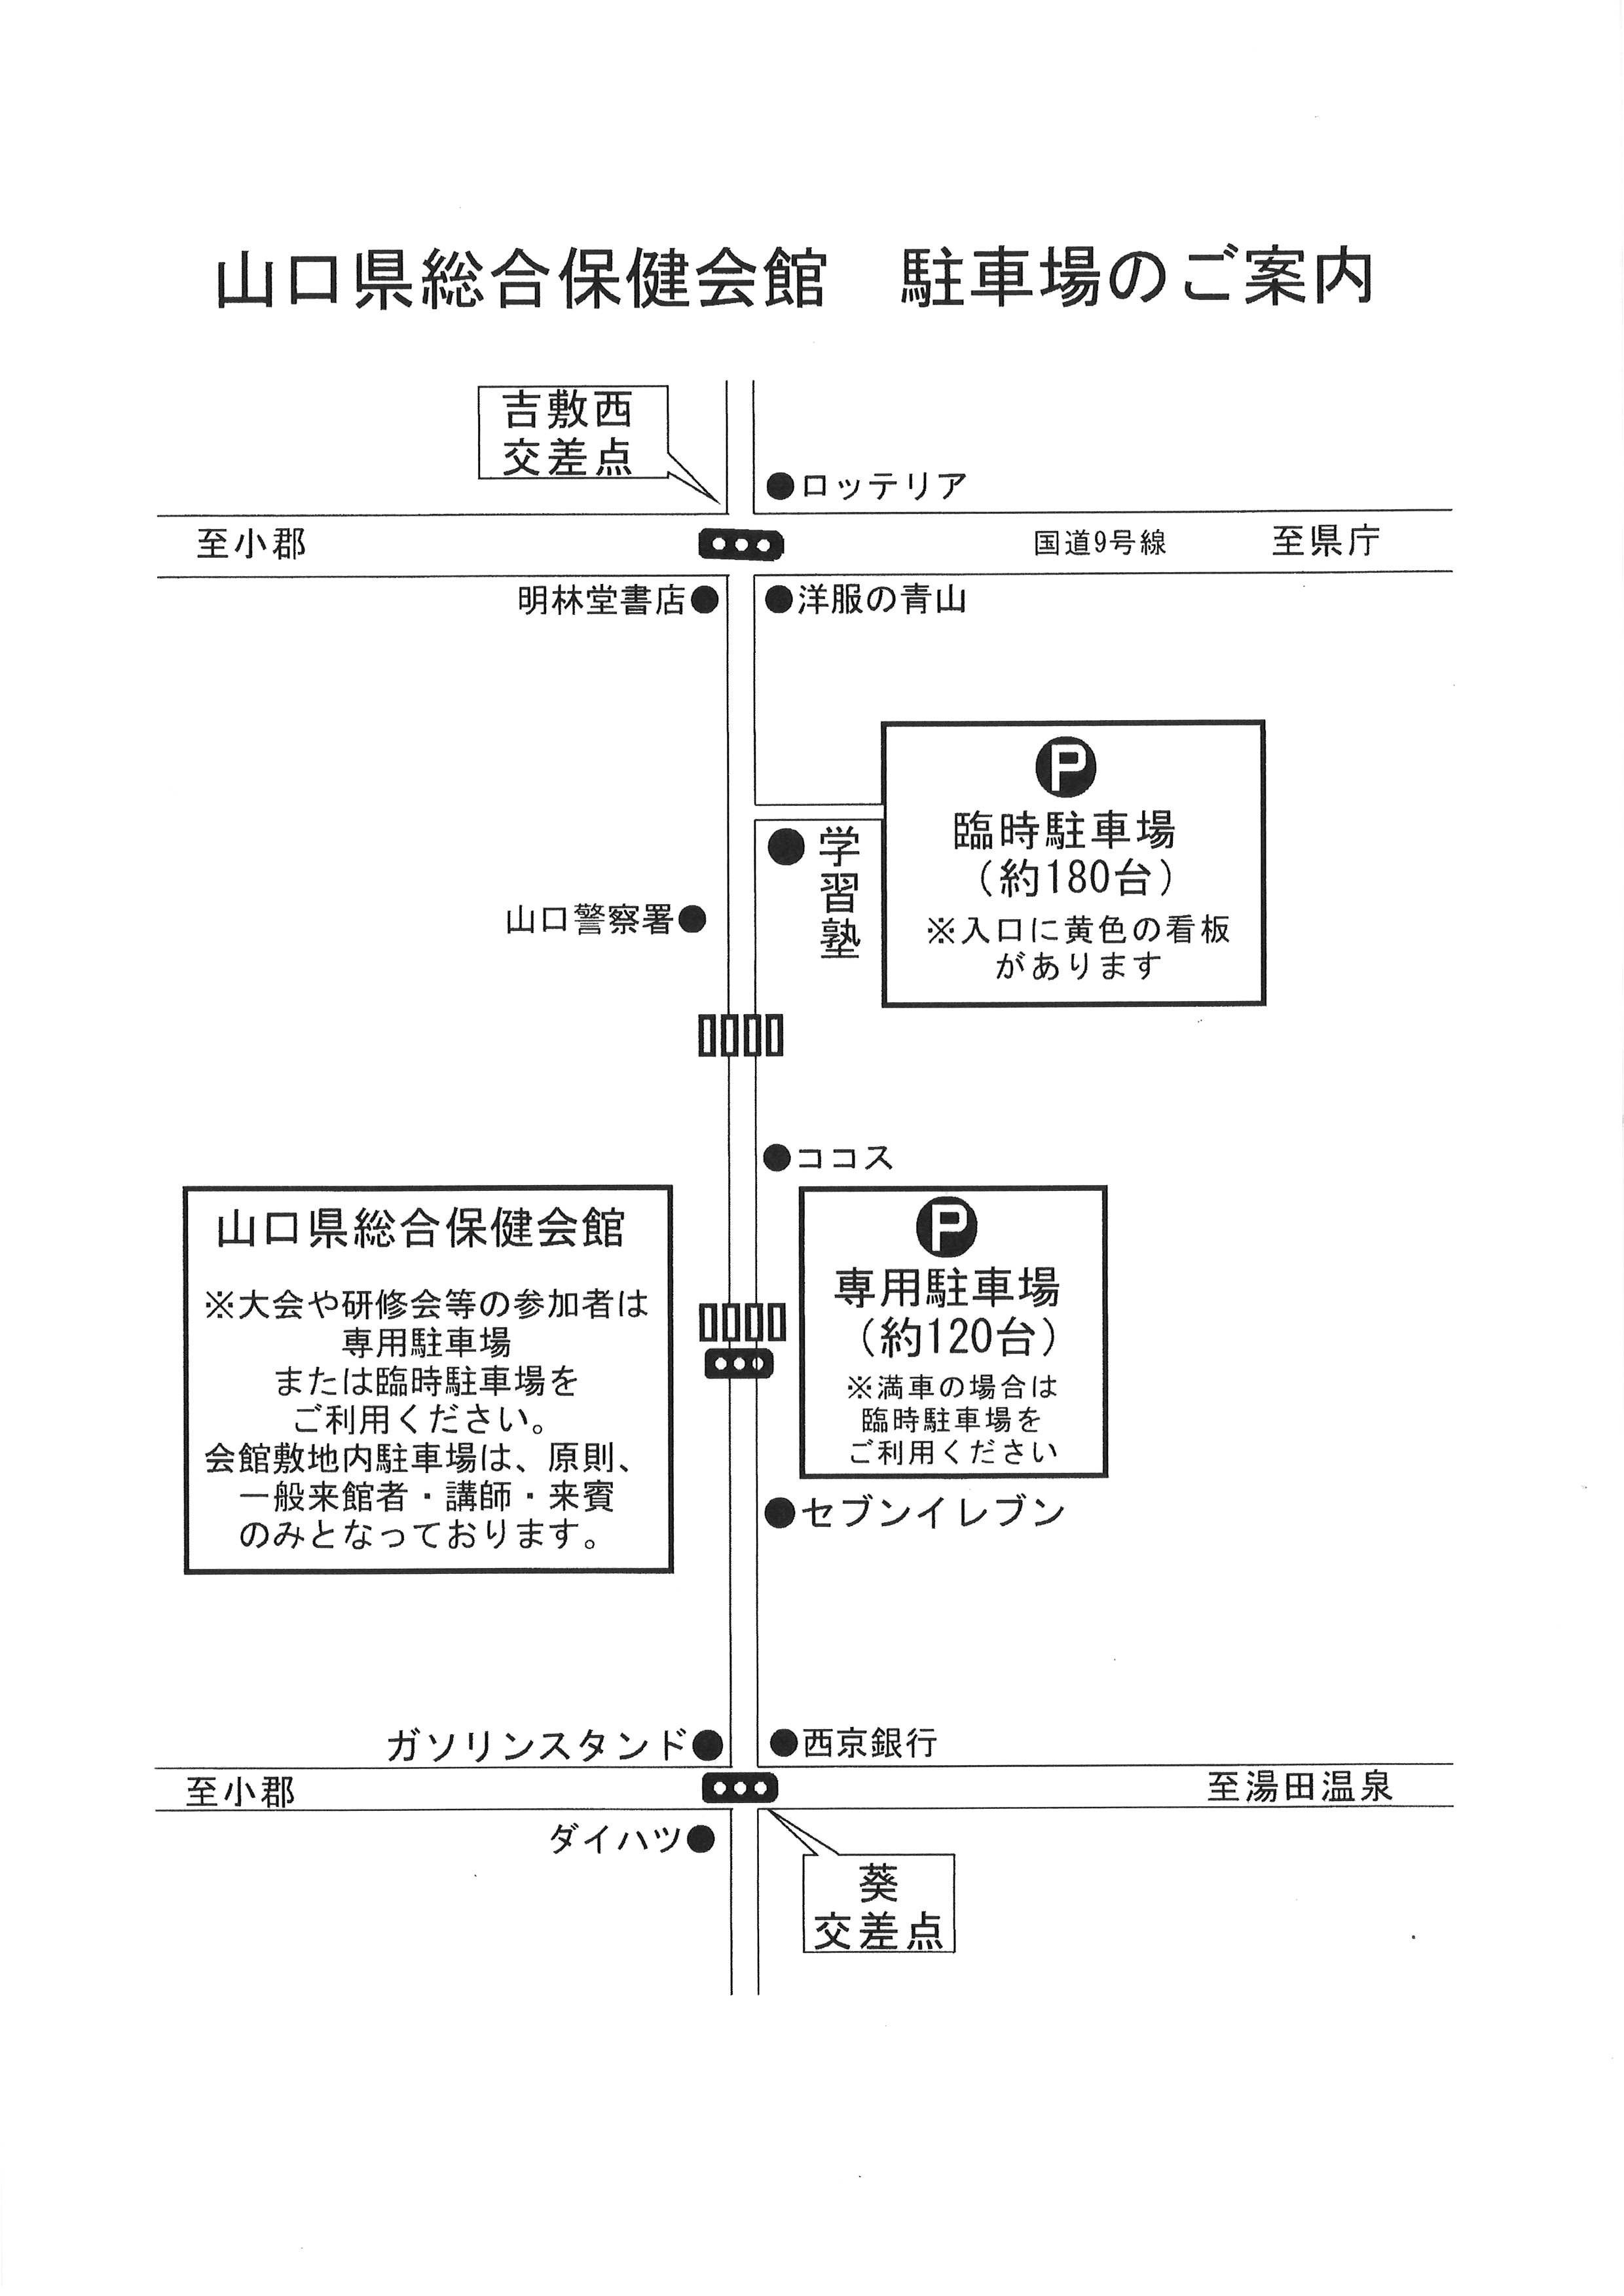 山口県総合保健会館　駐車場のご案内
吉敷西
交差点
●ロッテリア
至小郡
国道9号線
至県庁
明林堂書店●
●洋服の青山
P
臨時駐車場
（約180台）
※入口に黄色の看板
があります
●学習塾
山口警察署●
●ココス
山口県総合保健会館
※大会や研修会等の参加者は
専用駐車場
または臨時駐車場を
ご利用ください。
会館敷地内駐車場は、原則、
一般来館者・講師・来賓
のみとなっております。
P
専用駐車場
（約120台）
※満車の場合は
臨時駐車場を
ご利用ください
●セブンイレブン
ガソリンスタンド●
●西京銀行
至小郡
至湯田温泉
ダイハツ●
葵
交差点